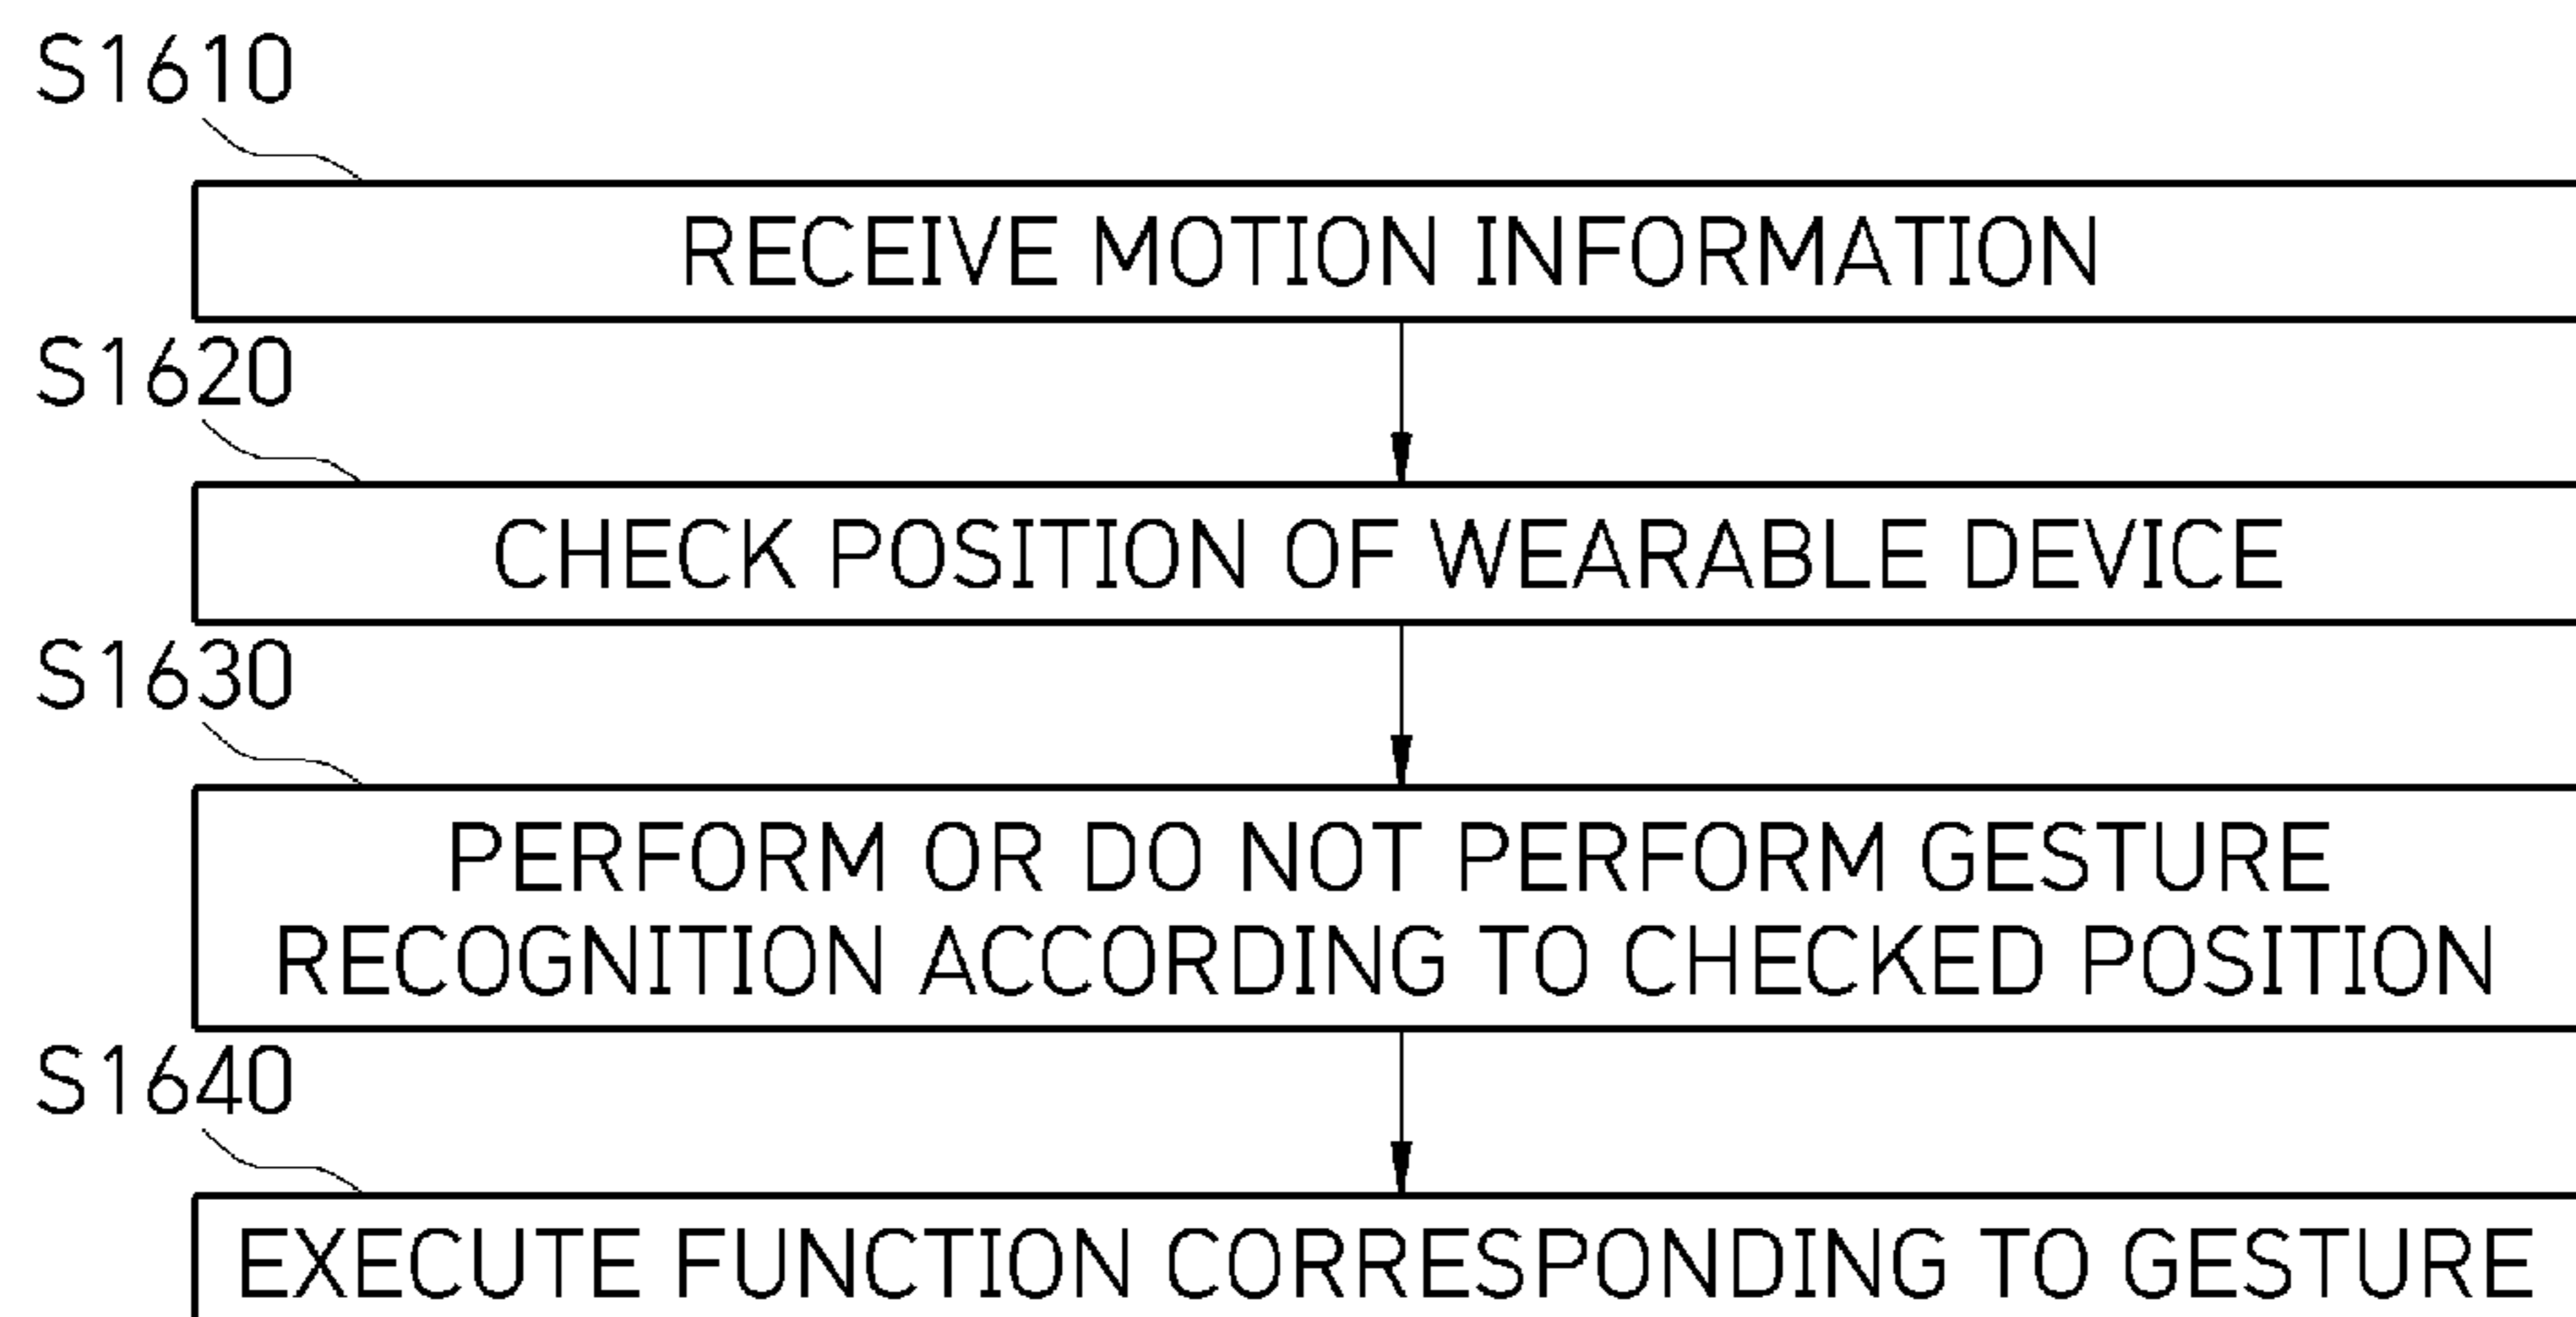 S1610
RECEIVE MOTION INFORMATION
S1620
CHECK POSITION OF WEARABLE DEVICE
S1630
PERFORM OR DO NOT PERFORM GESTURE
RECOGNITION ACCORDING TO CHECKED POSITION
S1640
EXECUTE FUNCTION CORRESPONDING TO GESTURE